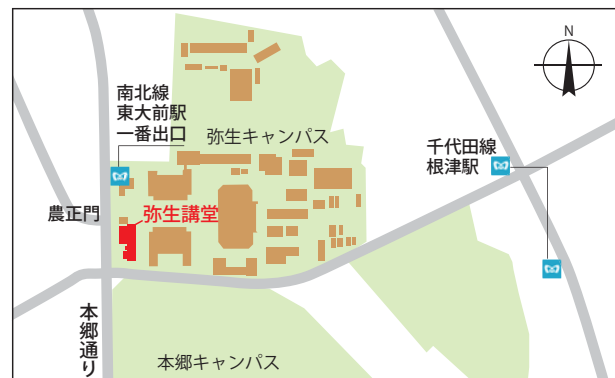 N
南北線
東大前駅
一番出口
弥生キャンパス
千代田線
根津駅
農正門
弥生講堂
本郷通り
本郷キャンパス